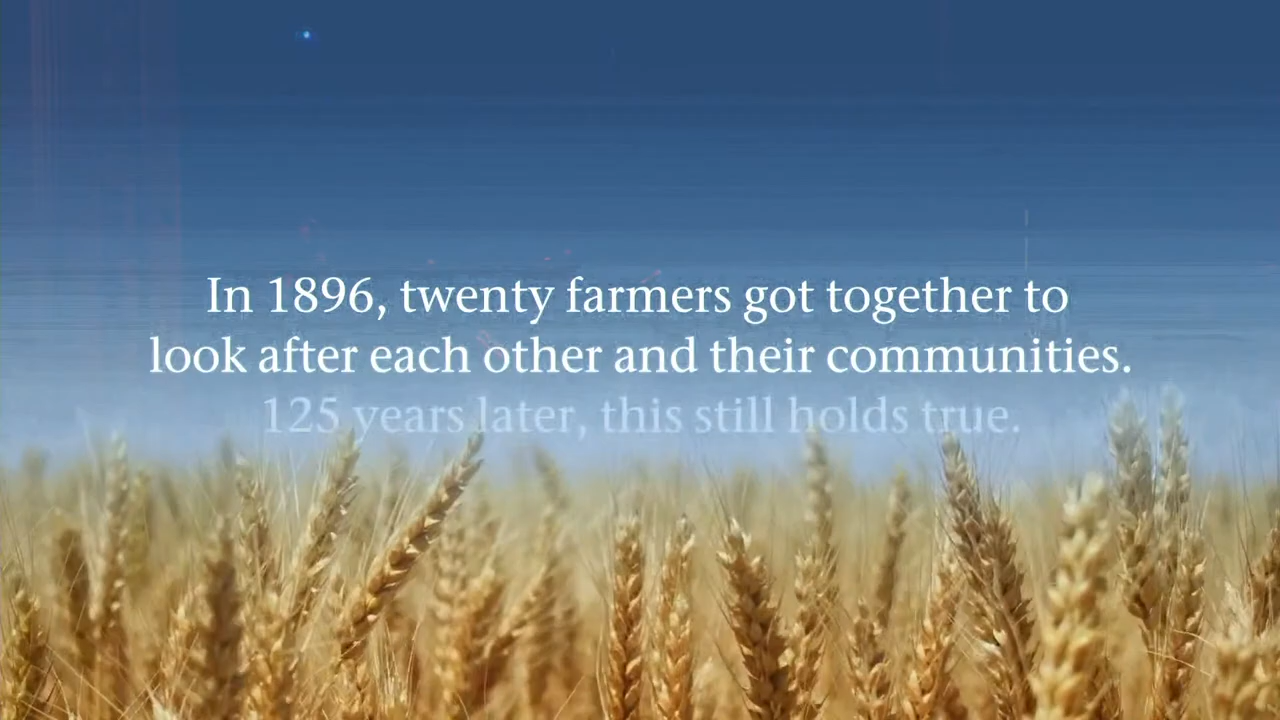 In 1896, twenty farmers got together to
look after each other and their communities.
125 years later, this still holds true.